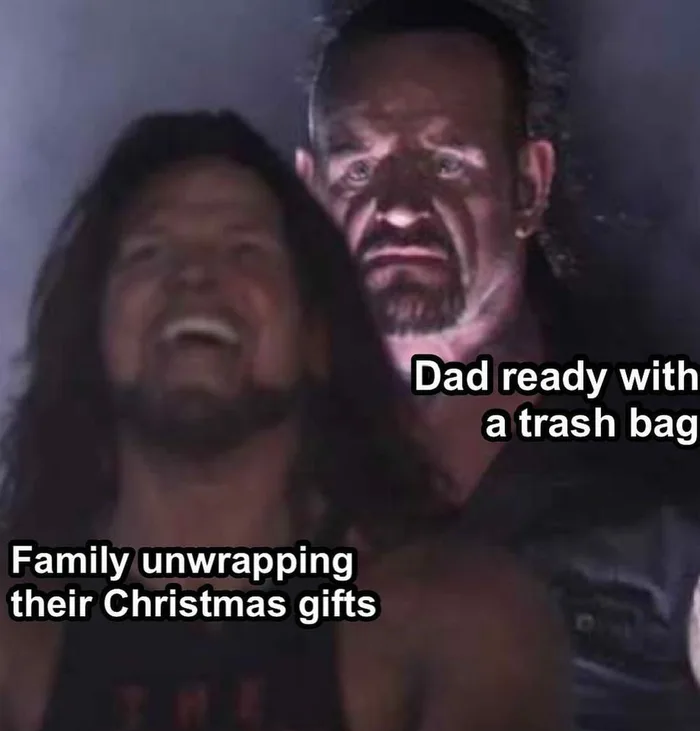 Dad ready with
a trash bag
Family unwrapping
their Christmas gifts